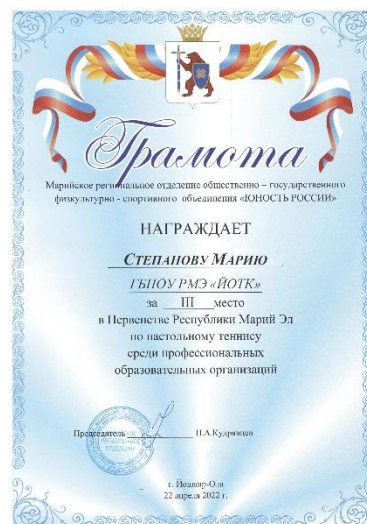 Грамота
Марийское региональное отделение общественно – государственного
физкультурно - спортивного объединения «ЮНОСТЬ РОССИИ»
НАГРАЖДАЕТ
СТЕПАНОВУ МАРИЮ
ГБПОУ РМЭ «ЙОТК»
за III место
в Первенстве Республики Марий Эл
по настольному теннису
среди профессиональных
образовательных организаций
Председатель П.А.Кудрявцев
г. Йошкар-Ола
22 апреля 2022 г.